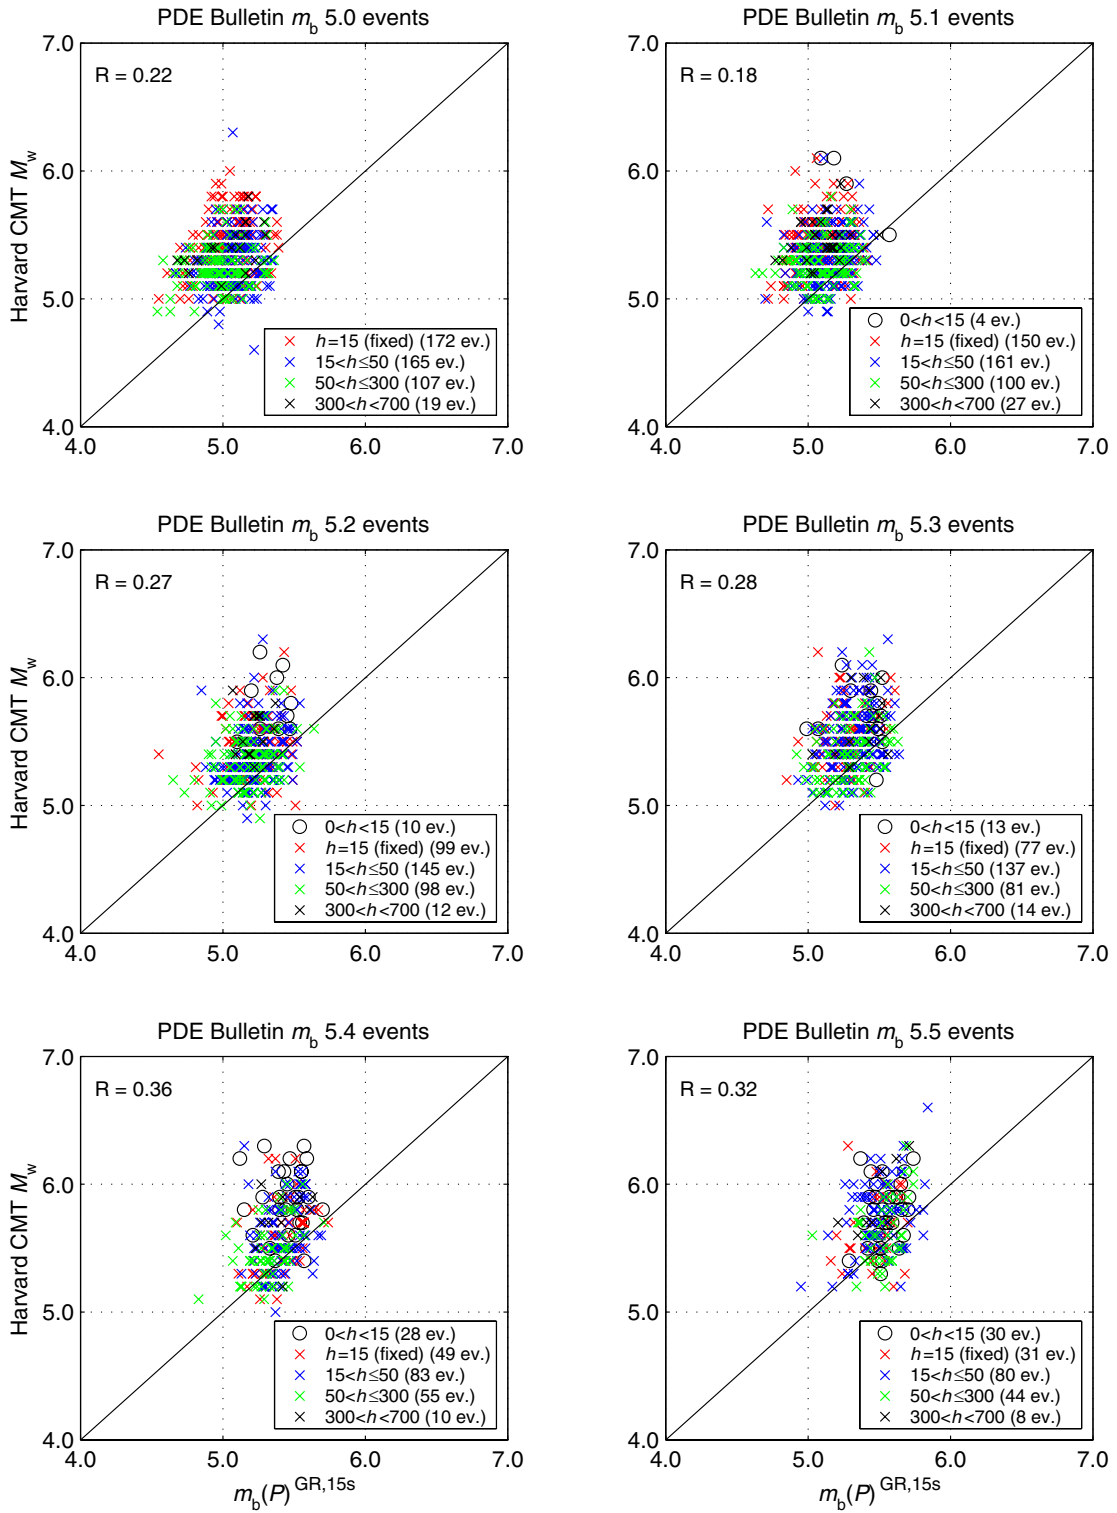 PDE Bulletin mb 5.0 events
R = 0.22
Harvard CMT Mw
7.0
6.0
5.0
4.0
h=15 (fixed) (172 ev.)
15<h≤50 (165 ev.)
50<h≤300 (107 ev.)
300<h<700 (19 ev.)
4.0 5.0 6.0 7.0
PDE Bulletin mb 5.1 events
R = 0.18
7.0
6.0
5.0
4.0
0<h<15 (4 ev.)
h=15 (fixed) (150 ev.)
15<h≤50 (161 ev.)
50<h≤300 (100 ev.)
300<h<700 (27 ev.)
4.0 5.0 6.0 7.0
PDE Bulletin mb 5.2 events
R = 0.27
Harvard CMT Mw
7.0
6.0
5.0
4.0
0<h<15 (10 ev.)
h=15 (fixed) (99 ev.)
15<h≤50 (145 ev.)
50<h≤300 (98 ev.)
300<h<700 (12 ev.)
4.0 5.0 6.0 7.0
PDE Bulletin mb 5.3 events
R = 0.28
7.0
6.0
5.0
4.0
0<h<15 (13 ev.)
h=15 (fixed) (77 ev.)
15<h≤50 (137 ev.)
50<h≤300 (81 ev.)
300<h<700 (14 ev.)
4.0 5.0 6.0 7.0
PDE Bulletin mb 5.4 events
R = 0.36
Harvard CMT Mw
7.0
6.0
5.0
4.0
0<h<15 (28 ev.)
h=15 (fixed) (49 ev.)
15<h≤50 (83 ev.)
50<h≤300 (55 ev.)
300<h<700 (10 ev.)
4.0 5.0 6.0 7.0
mb(P) GR,15s
PDE Bulletin mb 5.5 events
R = 0.32
7.0
6.0
5.0
4.0
0<h<15 (30 ev.)
h=15 (fixed) (31 ev.)
15<h≤50 (80 ev.)
50<h≤300 (44 ev.)
300<h<700 (8 ev.)
4.0 5.0 6.0 7.0
mb(P) GR,15s